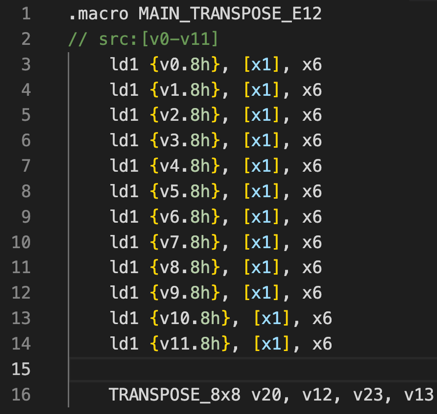 1 .macro MAIN_TRANSPOSE_E12
2 // src:[v0-v11]
3 ld1 {v0.8h}, [x1], x6
4 ld1 {v1.8h}, [x1], x6
5 ld1 {v2.8h}, [x1], x6
6 ld1 {v3.8h}, [x1], x6
7 ld1 {v4.8h}, [x1], x6
8 ld1 {v5.8h}, [x1], x6
9 ld1 {v6.8h}, [x1], x6
10 ld1 {v7.8h}, [x1], x6
11 ld1 {v8.8h}, [x1], x6
12 ld1 {v9.8h}, [x1], x6
13 ld1 {v10.8h}, [x1], x6
14 ld1 {v11.8h}, [x1], x6
15
16 TRANSPOSE_8x8 v20, v12, v23, v13